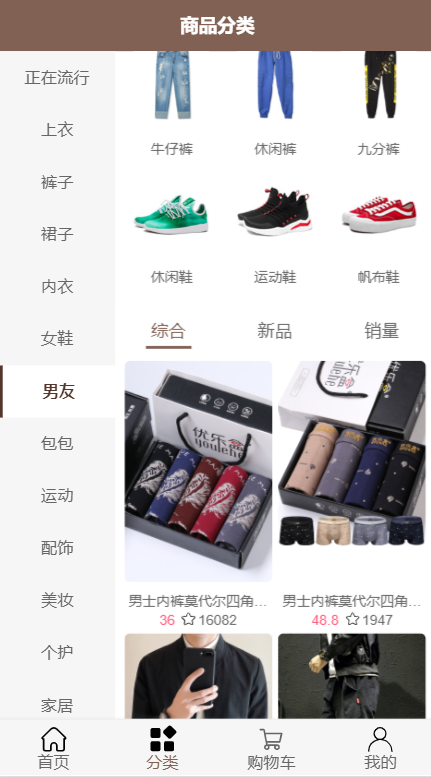 商品分类
正在流行
上衣
裤子
裙子
内衣
女鞋
男友
包包
运动
配饰
美妆
个护
家居
牛仔裤 休闲裤 九分裤
休闲鞋 运动鞋 帆布鞋
综合 新品 销量
优乐盒
youlehe
男士内裤莫代尔四角... 男士内裤莫代尔四角...
36 16082 48.8 1947
首页 分类 购物车 我的